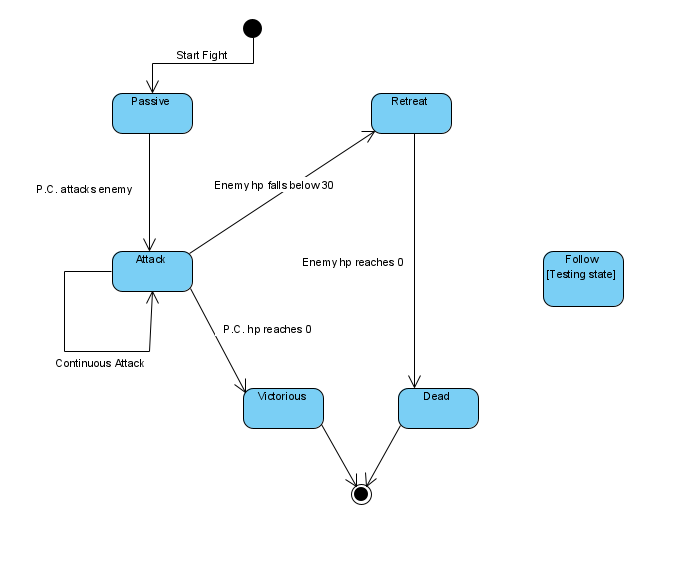 Start Fight
Passive
Retreat
Enemy hp falls below 30
P.C. attacks enemy
Attack
Follow
[Testing state]
Enemy hp reaches 0
P.C. hp reaches 0
Continuous Attack
Victorious
Dead